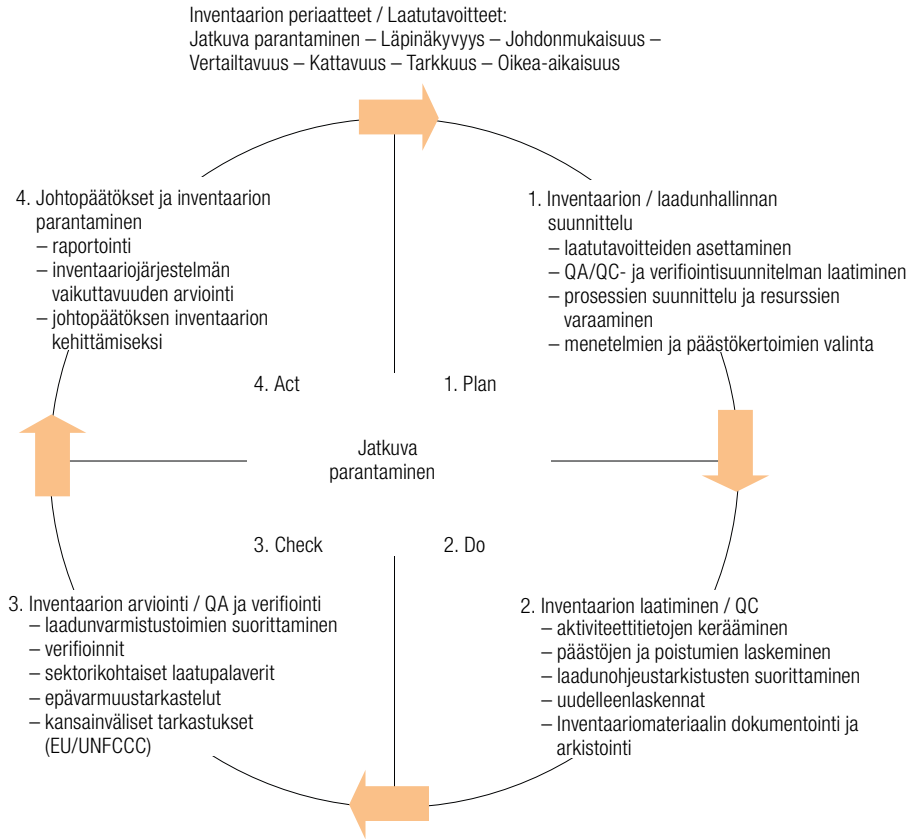 Inventaarion periaatteet / Laatutavoitteet:
Jatkuva parantaminen – Läpinäkyvyys – Johdonmukaisuus –
Vertailtavuus – Kattavuus – Tarkkuus – Oikea-aikaisuus
4. Johtopäätökset ja inventaarion
parantaminen
– raportointi
– inventaariojärjestelmän
vaikuttavuuden arviointi
– johtopäätöksen inventaarion
kehittämiseksi
1. Inventaarion / laadunhallinnan
suunnittelu
– laatutavoitteiden asettaminen
– QA/QC- ja verifiointisuunnitelman laatiminen
– prosessien suunnittelu ja resurssien
varaaminen
– menetelmien ja päästökertoimien valinta
4. Act
1. Plan
Jatkuva
parantaminen
3. Check
2. Do
3. Inventaarion arviointi / QA ja verifiointi
– laadunvarmistustoimien suorittaminen
– verifioinnit
– sektorikohtaiset laatupalaverit
– epävarmuustarkastelut
– kansainväliset tarkastukset
(EU/UNFCCC)
2. Inventaarion laatiminen / QC
– aktiviteettitietojen kerääminen
– päästöjen ja poistumien laskeminen
– laadunohjeustarkistusten suorittaminen
– uudelleenlaskennat
– Inventaariomateriaalin dokumentointi ja
arkistointi